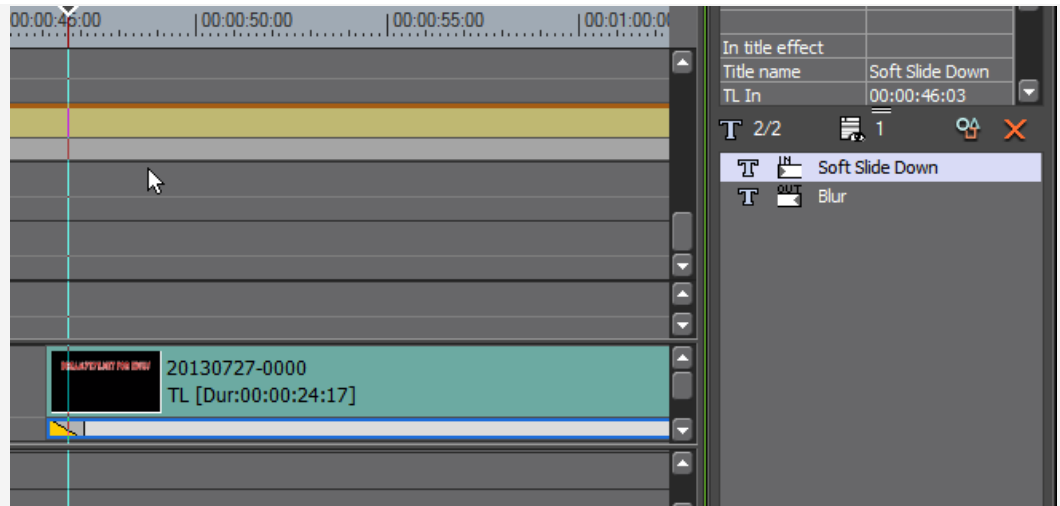 00:00:46:00 00:00:50:00 00:00:55:00 00:01:00:0
In title effect
Title name Soft Slide Down
TL In 00:00:46:03
T 2/2 1
T IN Soft Slide Down
T OUT Blur
20130727-0000
TL [Dur:00:00:24:17]